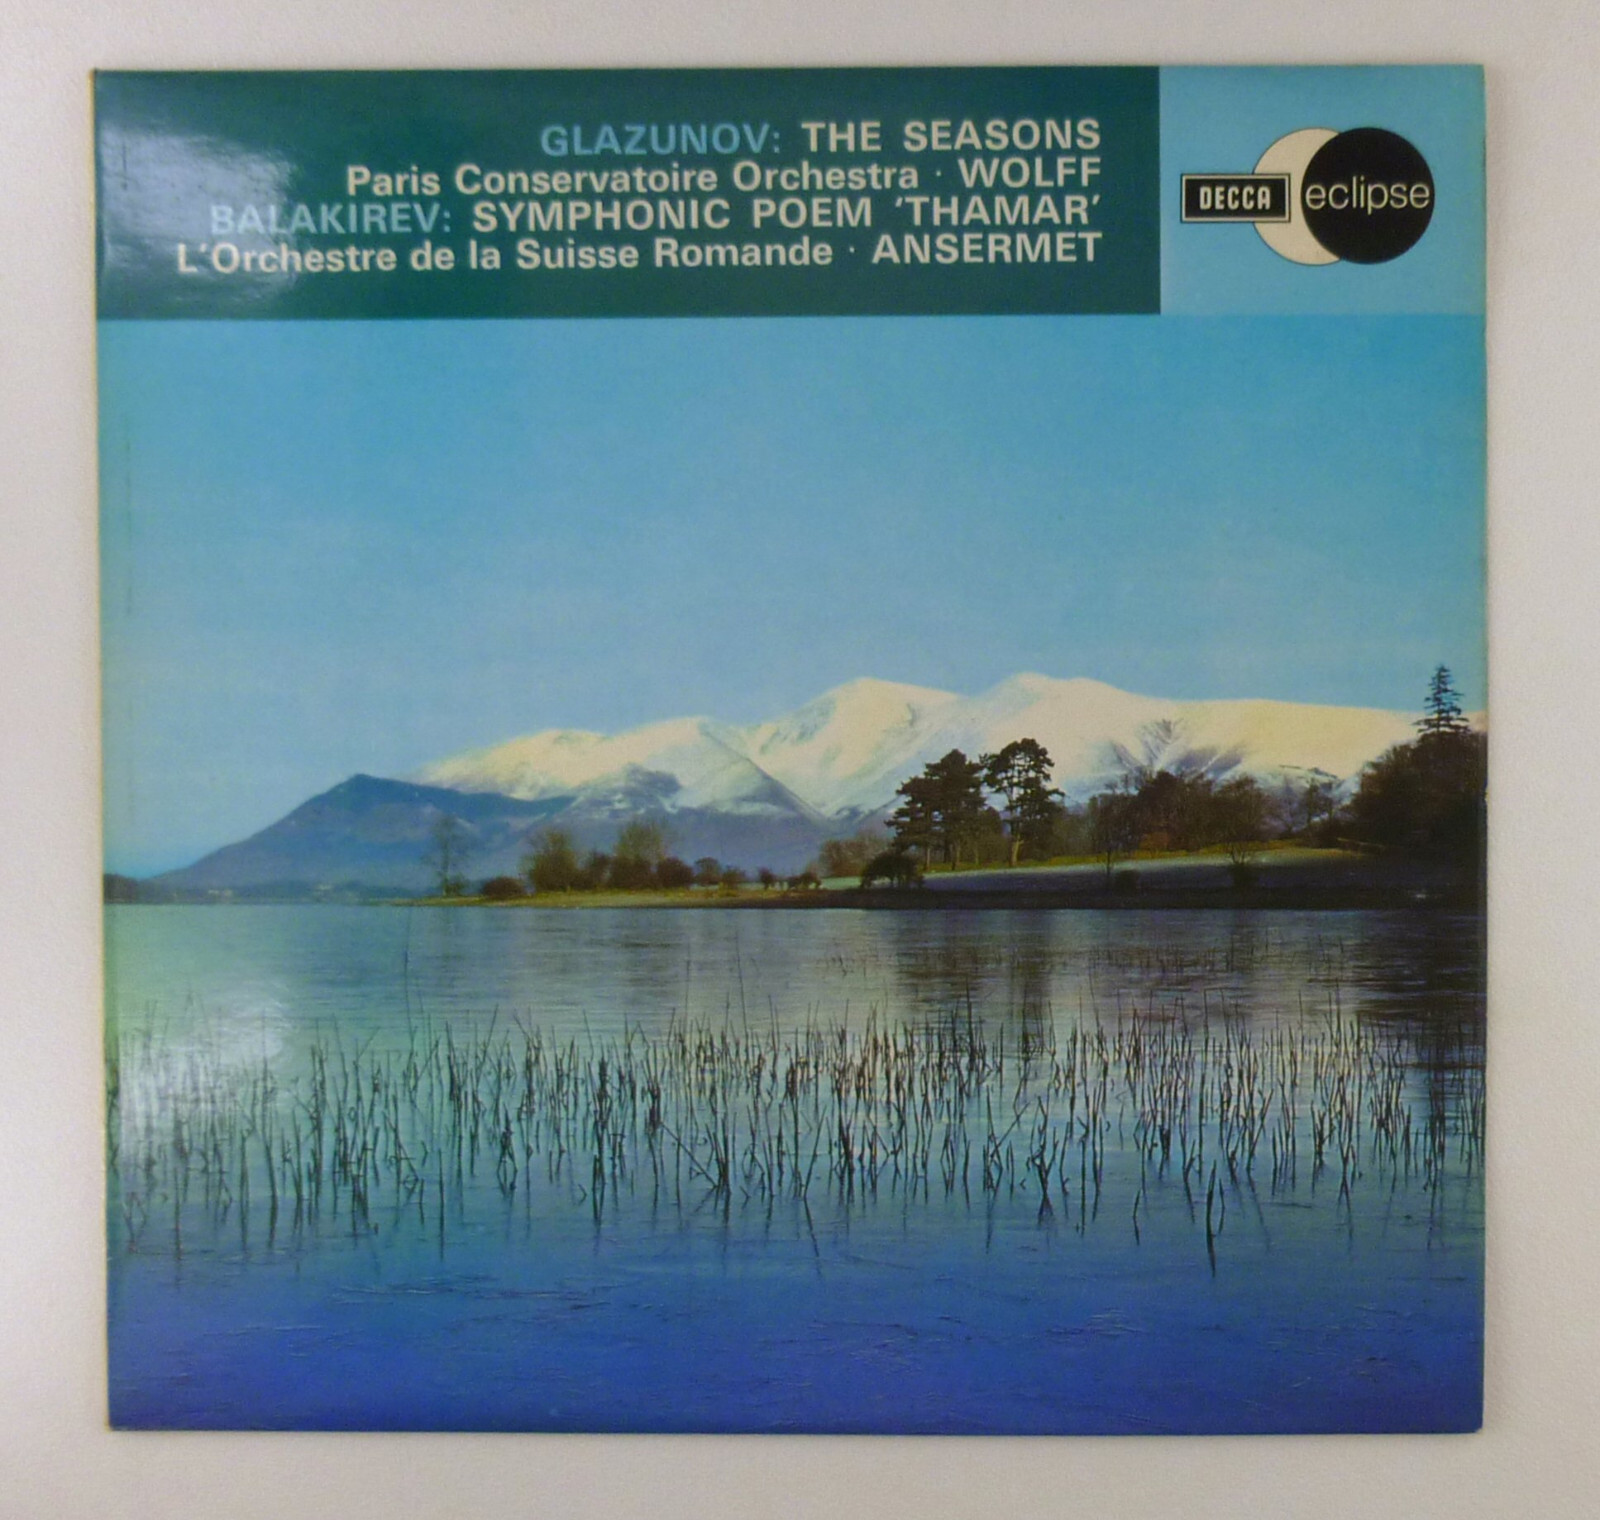 GLAZUNOV: THE SEASONS
Paris Conservatoire Orchestra · WOLFF
BALAKIREV: SYMPHONIC POEM ‘THAMAR’
L’Orchestre de la Suisse Romande · ANSERMET
DECCA eclipse